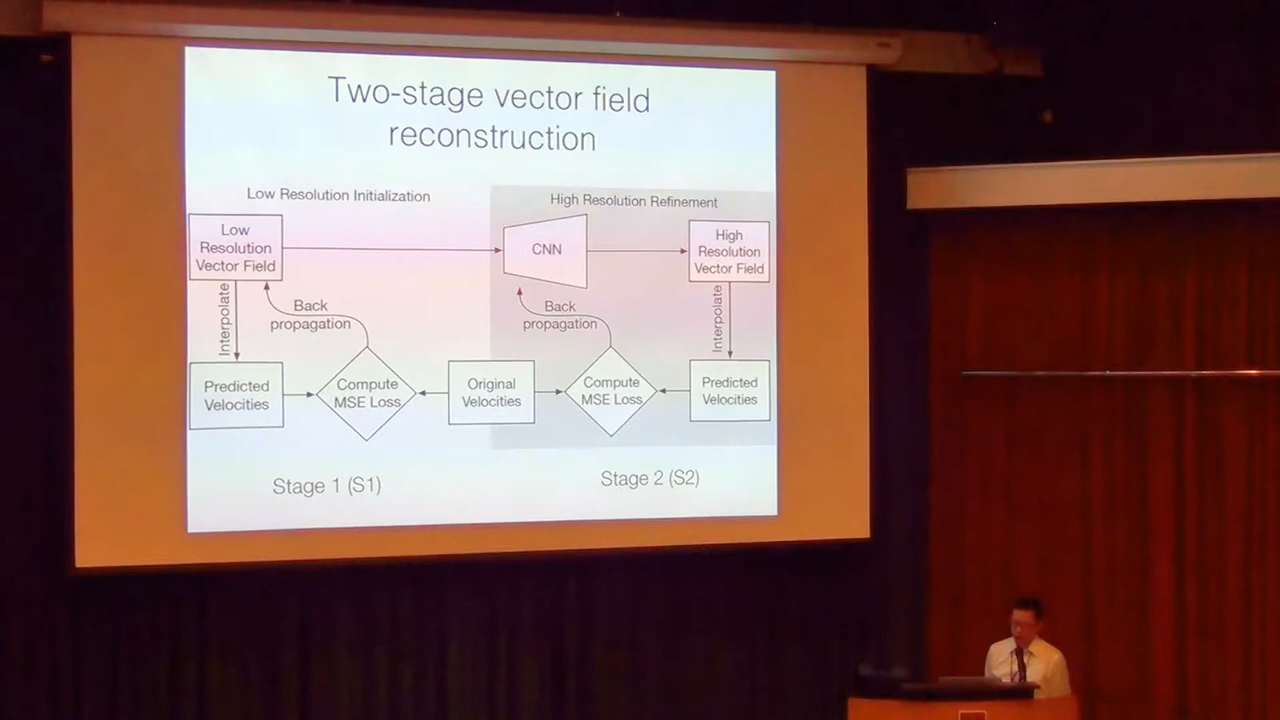 Two-stage vector field
reconstruction
Low Resolution Initialization
High Resolution Refinement
Low
Resolution
Vector Field
CNN
High
Resolution
Vector Field
Interpolate
Back
propagation
Back
propagation
Interpolate
Predicted
Velocities
Compute
MSE Loss
Original
Velocities
Compute
MSE Loss
Predicted
Velocities
Stage 1 (S1)
Stage 2 (S2)